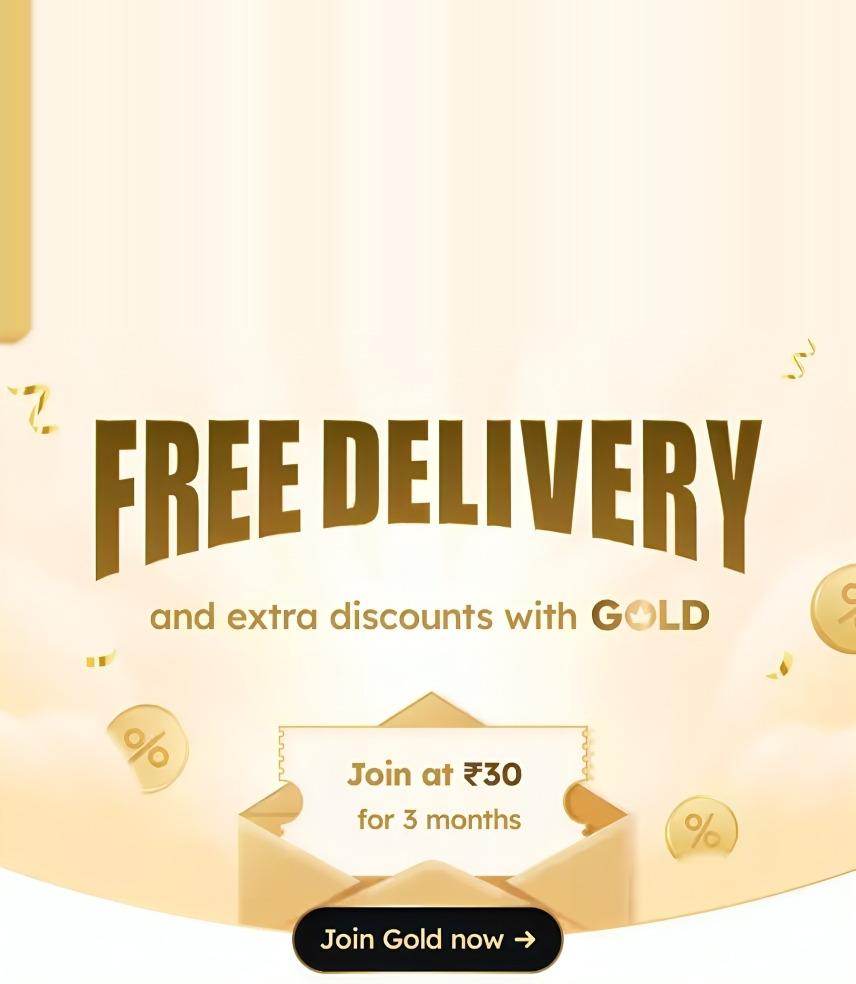 FREE DELIVERY
and extra discounts with GOLD
Join at ₹30
for 3 months
%
%
%
Join Gold now →